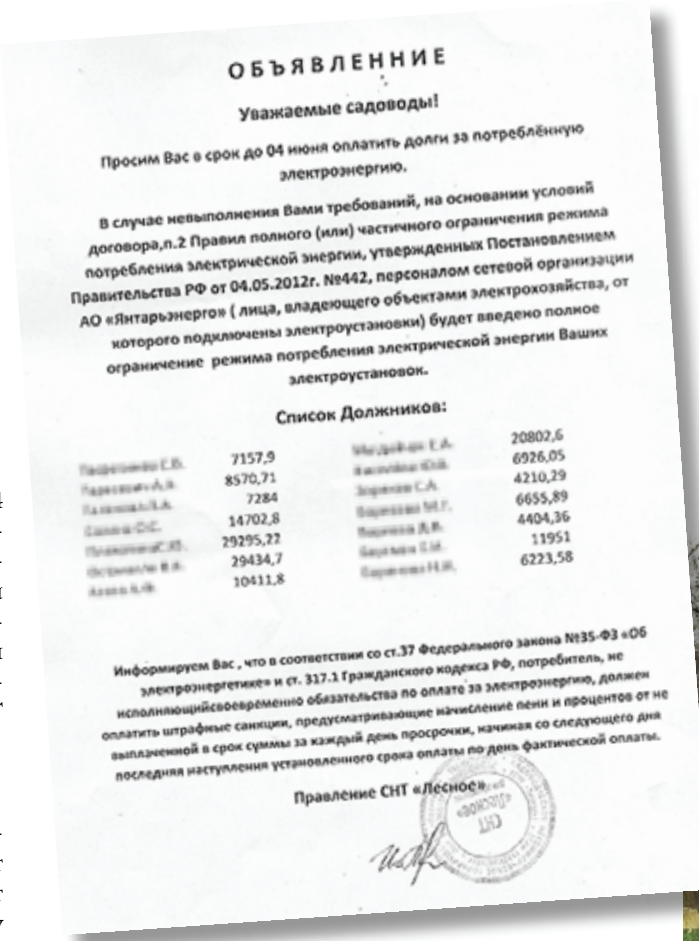 ОБЪЯВЛЕННИЕ
Уважаемые садоводы!
Просим Вас в срок до 04 июня оплатить долги за потреблённую
электроэнергию.
В случае невыполнения Вами требований, на основании условий
договора,п.2 Правил полного (или) частичного ограничения режима
потребления электрической энергии, утвержденных Постановлением
Правительства РФ от 04.05.2012г. №442, персоналом сетевой организации
АО «Янтарьэнерго» ( лица, владеющего объектами электрохозяйства, от
которого подключены электроустановки) будет введено полное
ограничение режима потребления электрической энергии Ваших
электроустановок.
Список Должников:
7157,9
8570,71
7284
14702,8
29295,22
29434,7
10411,8
20802,6
6926,05
4210,29
6655,89
4404,36
11951
6223,58
Информируем Вас , что в соответствии со ст.37 Федерального закона №35-ФЗ «Об
электроэнергетике» и ст. 317.1 Гражданского кодекса РФ, потребитель, не
исполняющийсвоевременно обязательства по оплате за электроэнергию, должен
оплатить штрафные санкции, предусматривающие начисление пени и процентов от не
выплаченной в срок суммы за каждый день просрочки, начиная со следующего дня
последняя наступления установленного срока оплаты по день фактической оплаты.
Правление СНТ «Лесное»
СНТ
«ЛЕСНОЕ»